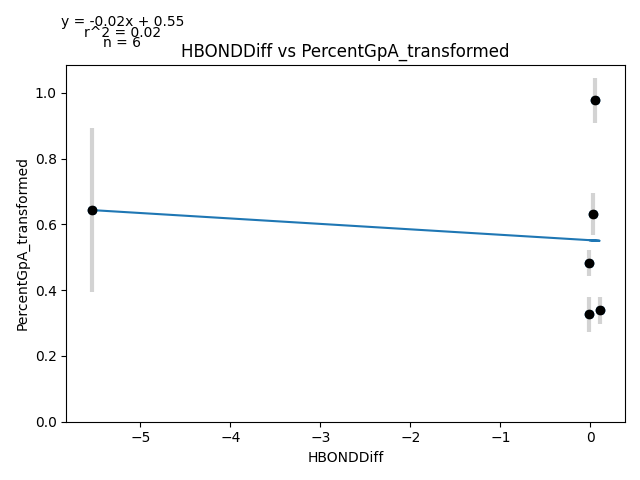 y = -0.02x + 0.55
r^2 = 0.02
n = 6
HBONDDiff vs PercentGpA_transformed
PercentGpA_transformed
1.0
0.8
0.6
0.4
0.2
0.0
−5
−4
−3
−2
−1
0
HBONDDiff